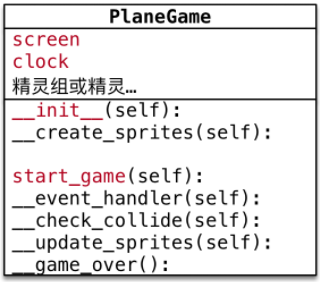 PlaneGame
screen
clock
精灵组或精灵…
__init__(self):
__create_sprites(self):
start_game(self):
__event_handler(self):
__check_collide(self):
__update_sprites(self):
__game_over():